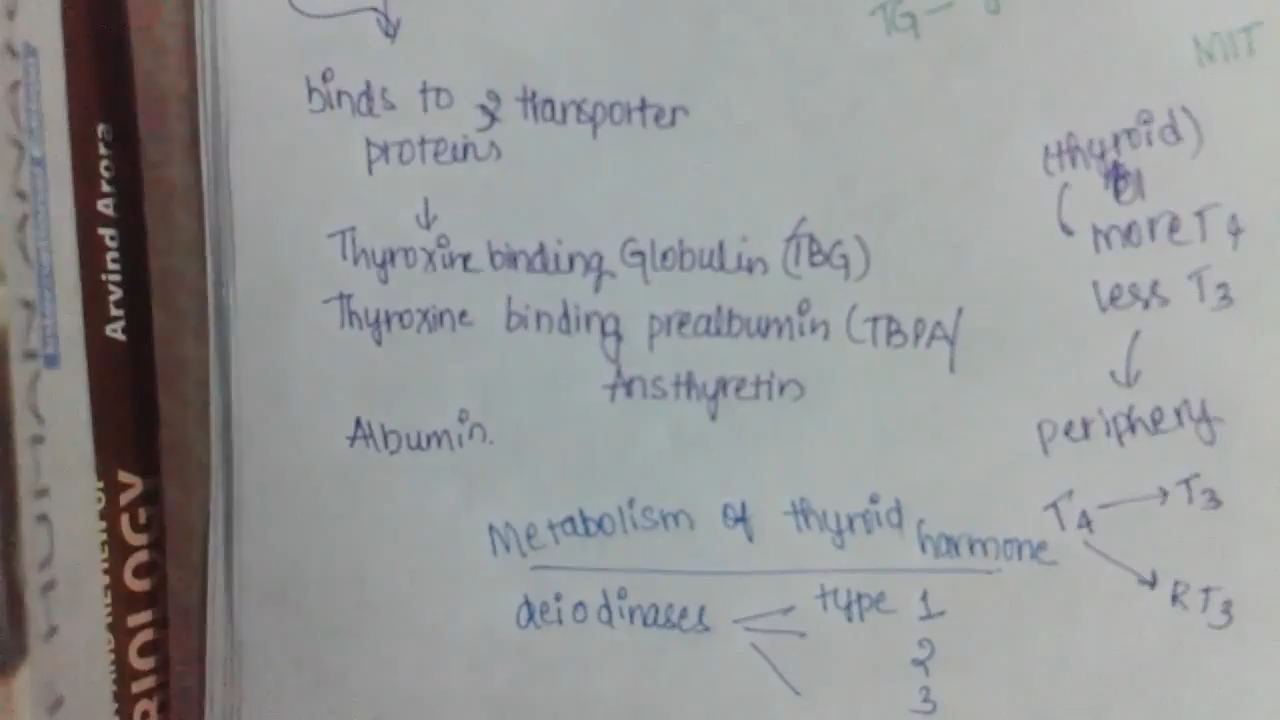 TG -
MIT
binds to 3 transporter
proteins
Thyroxine binding Globulin (TBG)
Thyroxine binding prealbumin (TBPA/
transthyretin
Albumin.
(thyroid)
more T4
less T3
periphery
T4 → T3
RT3
Metabolism of thyroid hormone
deiodinases type 1
2
3
Arvind Arora